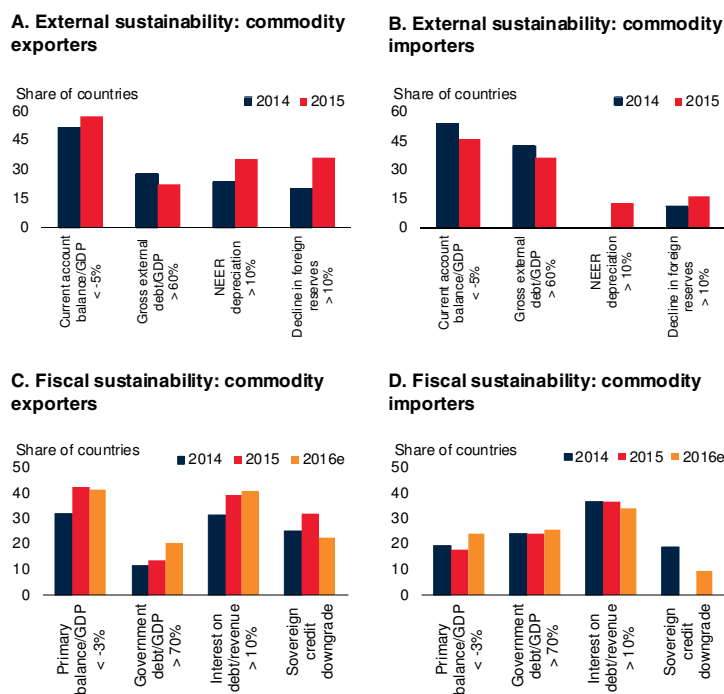 A. External sustainability: commodity
exporters
Share of countries
2014 2015
60
45
30
15
0
Current account
balance/GDP
< -5%
Gross external
debt/GDP
> 60%
NEER
depreciation
> 10%
Decline in foreign
reserves
> 10%
B. External sustainability: commodity
importers
Share of countries
2014 2015
60
45
30
15
0
Current account
balance/GDP
< -5%
Gross external
debt/GDP
> 60%
NEER
depreciation
> 10%
Decline in foreign
reserves
> 10%
C. Fiscal sustainability: commodity
exporters
Share of countries
2014 2015 2016e
50
40
30
20
10
0
Primary
balance/GDP
< -3%
Government
debt/GDP
> 70%
Interest on
debt/revenue
> 10%
Sovereign
credit
downgrade
D. Fiscal sustainability: commodity
importers
Share of countries
2014 2015 2016e
50
40
30
20
10
0
Primary
balance/GDP
< -3%
Government
debt/GDP
> 70%
Interest on
debt/revenue
> 10%
Sovereign
credit
downgrade